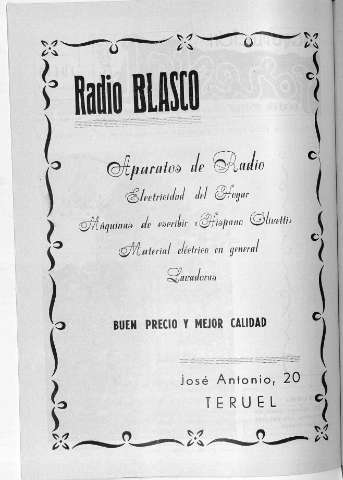 Radio BLASCO
Aparatos de Radio
Electricidad del Hogar
Máquinas de escribir «Hispano Olivetti»
Material eléctrico en general
Lavadoras
BUEN PRECIO Y MEJOR CALIDAD
José Antonio, 20
TERUEL